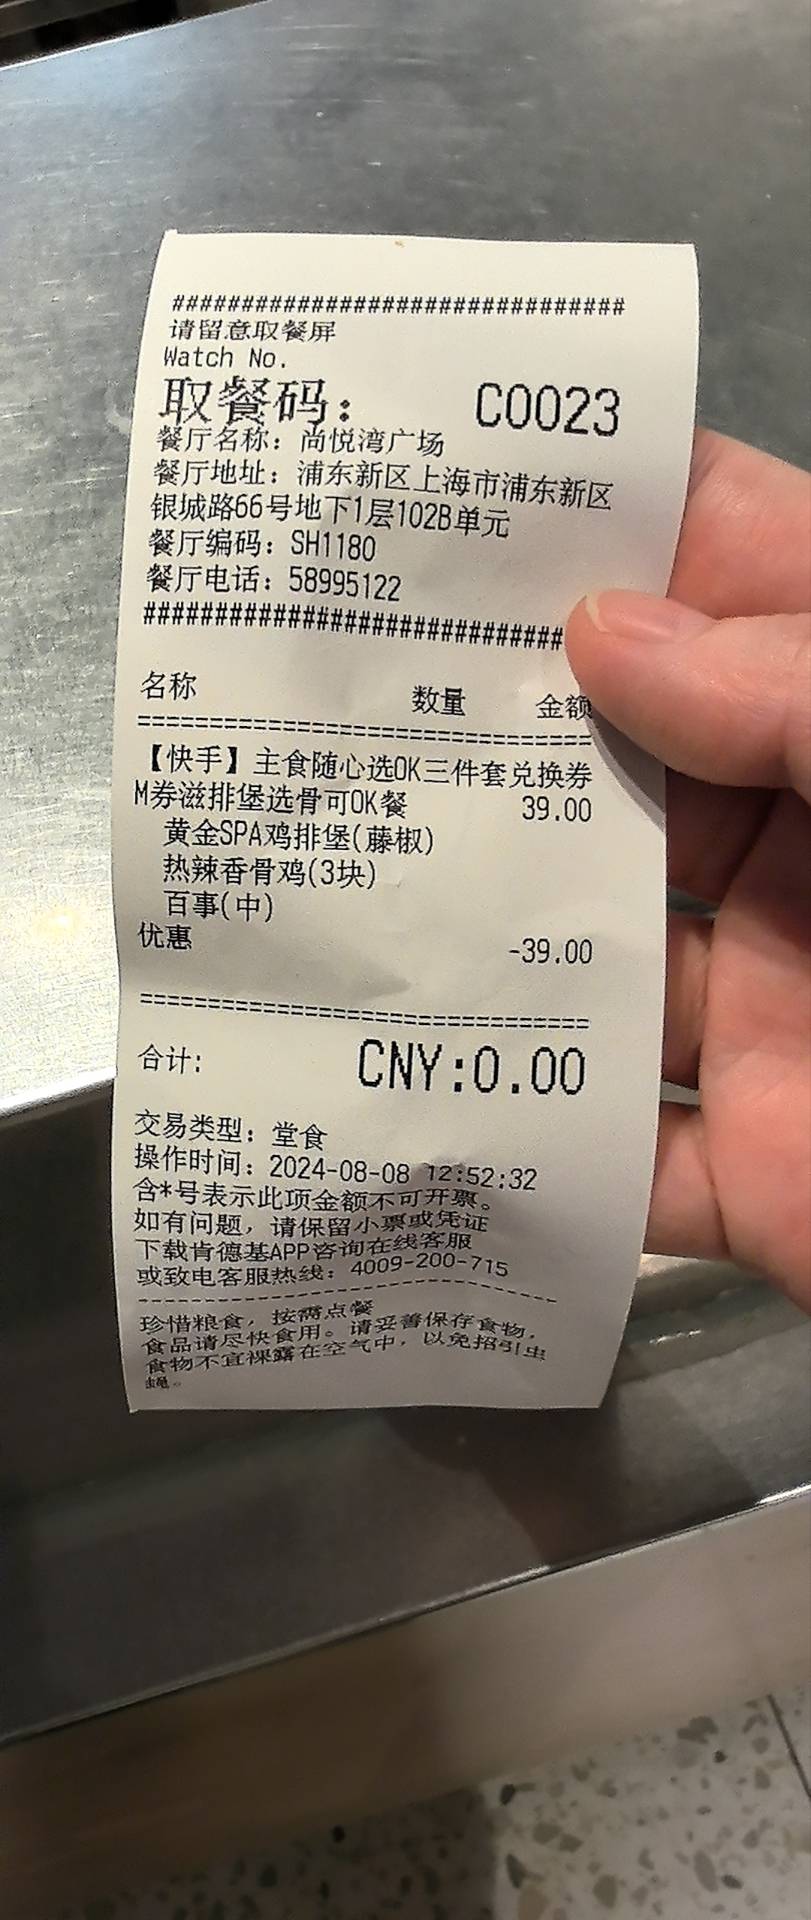 ################################
请留意取餐屏
Watch No.
取餐码: C0023
餐厅名称: 尚悦湾广场
餐厅地址: 浦东新区上海市浦东新区
银城路66号地下1层102B单元
餐厅编码: SH1180
餐厅电话: 58995122
##############################
名称 数量 金额
================================
【快手】主食随心选OK三件套兑换券
M券滋排堡选骨可OK餐 39.00
黄金SPA鸡排堡(藤椒)
热辣香骨鸡(3块)
百事(中)
优惠 -39.00
================================
合计: CNY:0.00
交易类型: 堂食
操作时间: 2024-08-08 12:52:32
含*号表示此项金额不可开票。
如有问题, 请保留小票或凭证
下载肯德基APP咨询在线客服
或致电客服热线: 4009-200-715
--------------------------------
珍惜粮食, 按需点餐
食品请尽快食用。请妥善保存食物,
食物不宜裸露在空气中, 以免招引虫
蝇。